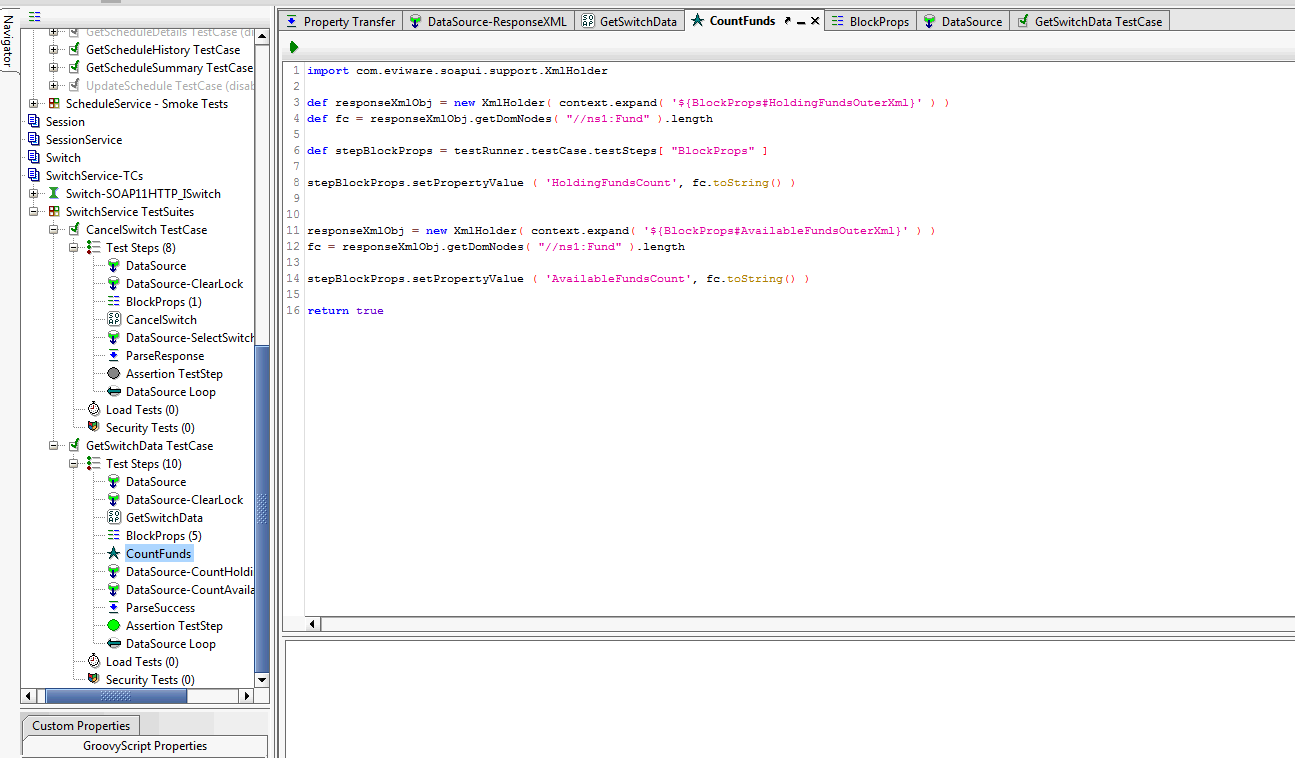 Navigator
GetScheduleDetails TestCase (di
GetScheduleHistory TestCase
GetScheduleSummary TestCase
UpdateSchedule TestCase (disab
ScheduleService - Smoke Tests
Session
SessionService
Switch
SwitchService-TCs
Switch-SOAP11HTTP_ISwitch
SwitchService TestSuites
CancelSwitch TestCase
Test Steps (8)
DataSource
DataSource-ClearLock
BlockProps (1)
SOAP CancelSwitch
DataSource-SelectSwitch
ParseResponse
Assertion TestStep
DataSource Loop
Load Tests (0)
Security Tests (0)
GetSwitchData TestCase
Test Steps (10)
DataSource
DataSource-ClearLock
SOAP GetSwitchData
BlockProps (5)
CountFunds
DataSource-CountHoldi
DataSource-CountAvaila
ParseSuccess
Assertion TestStep
DataSource Loop
Load Tests (0)
Security Tests (0)
Custom Properties
GroovyScript Properties
Property Transfer DataSource-ResponseXML SOAP GetSwitchData CountFunds BlockProps DataSource GetSwitchData TestCase
1 import com.eviware.soapui.support.XmlHolder
2
3 def responseXmlObj = new XmlHolder( context.expand( '${BlockProps#HoldingFundsOuterXml}' ) )
4 def fc = responseXmlObj.getDomNodes( "//ns1:Fund" ).length
5
6 def stepBlockProps = testRunner.testCase.testSteps[ "BlockProps" ]
7
8 stepBlockProps.setPropertyValue ( 'HoldingFundsCount', fc.toString() )
9
10
11 responseXmlObj = new XmlHolder( context.expand( '${BlockProps#AvailableFundsOuterXml}' ) )
12 fc = responseXmlObj.getDomNodes( "//ns1:Fund" ).length
13
14 stepBlockProps.setPropertyValue ( 'AvailableFundsCount', fc.toString() )
15
16 return true